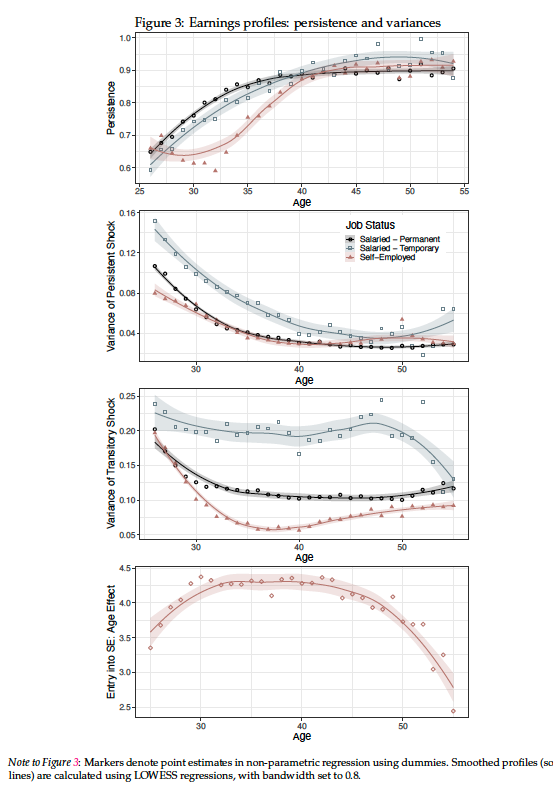 Figure 3: Earnings profiles: persistence and variances
1.0
0.9
0.8
0.7
0.6
Persistence
25 30 35 40 45 50 55
Age
0.16
0.12
0.08
0.04
Variance of Persistent Shock
Job Status
Salaried - Permanent
Salaried - Temporary
Self-Employed
30 40 50
Age
0.25
0.20
0.15
0.10
0.05
Variance of Transitory Shock
30 40 50
Age
4.5
4.0
3.5
3.0
2.5
Entry into SE: Age Effect
30 40 50
Age
Note to Figure 3: Markers denote point estimates in non-parametric regression using dummies. Smoothed profiles (so
lines) are calculated using LOWESS regressions, with bandwidth set to 0.8.